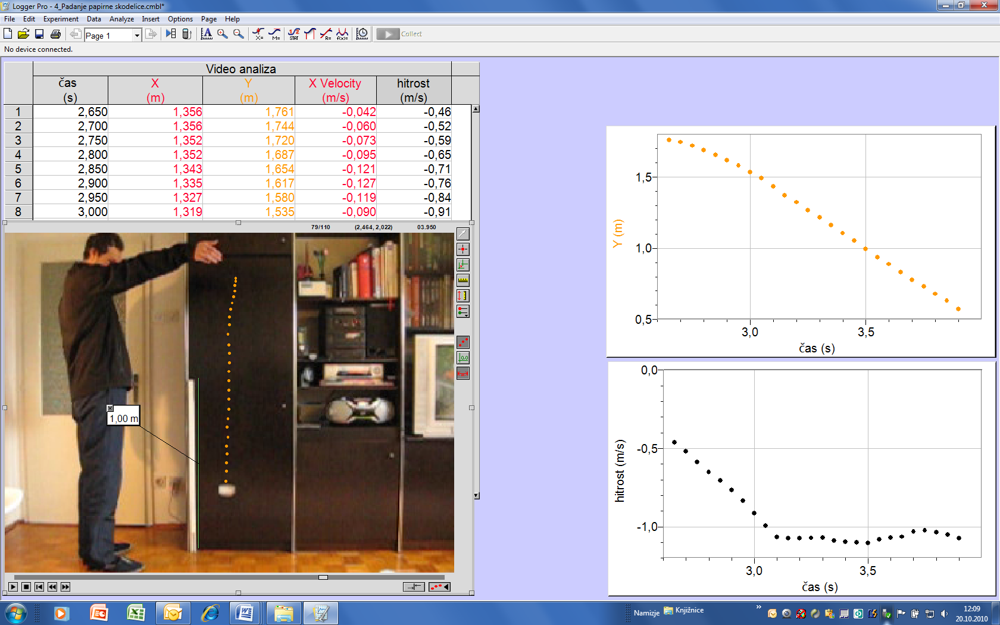 Logger Pro - 4_Padanje papirne skodelice.cmbl*
File Edit Experiment Data Analyze Insert Options Page Help
Page 1
Collect
No device connected.
Video analiza
čas X Y X Velocity hitrost
(s) (m) (m) (m/s) (m/s)
1 2,650 1,356 1,761 -0,042 -0,46
2 2,700 1,356 1,744 -0,060 -0,52
3 2,750 1,352 1,720 -0,073 -0,59
4 2,800 1,352 1,687 -0,095 -0,65
5 2,850 1,343 1,654 -0,121 -0,71
6 2,900 1,335 1,617 -0,127 -0,76
7 2,950 1,327 1,580 -0,119 -0,84
8 3,000 1,319 1,535 -0,090 -0,91
79/110 (2,464, 2,022) 03.950
1,00 m
Y (m)
1,5
1,0
0,5
3,0 3,5
čas (s)
hitrost (m/s)
0,0
-0,5
-1,0
3,0 3,5
čas (s)
Namizje Knjižnice
12:09
20.10.2010